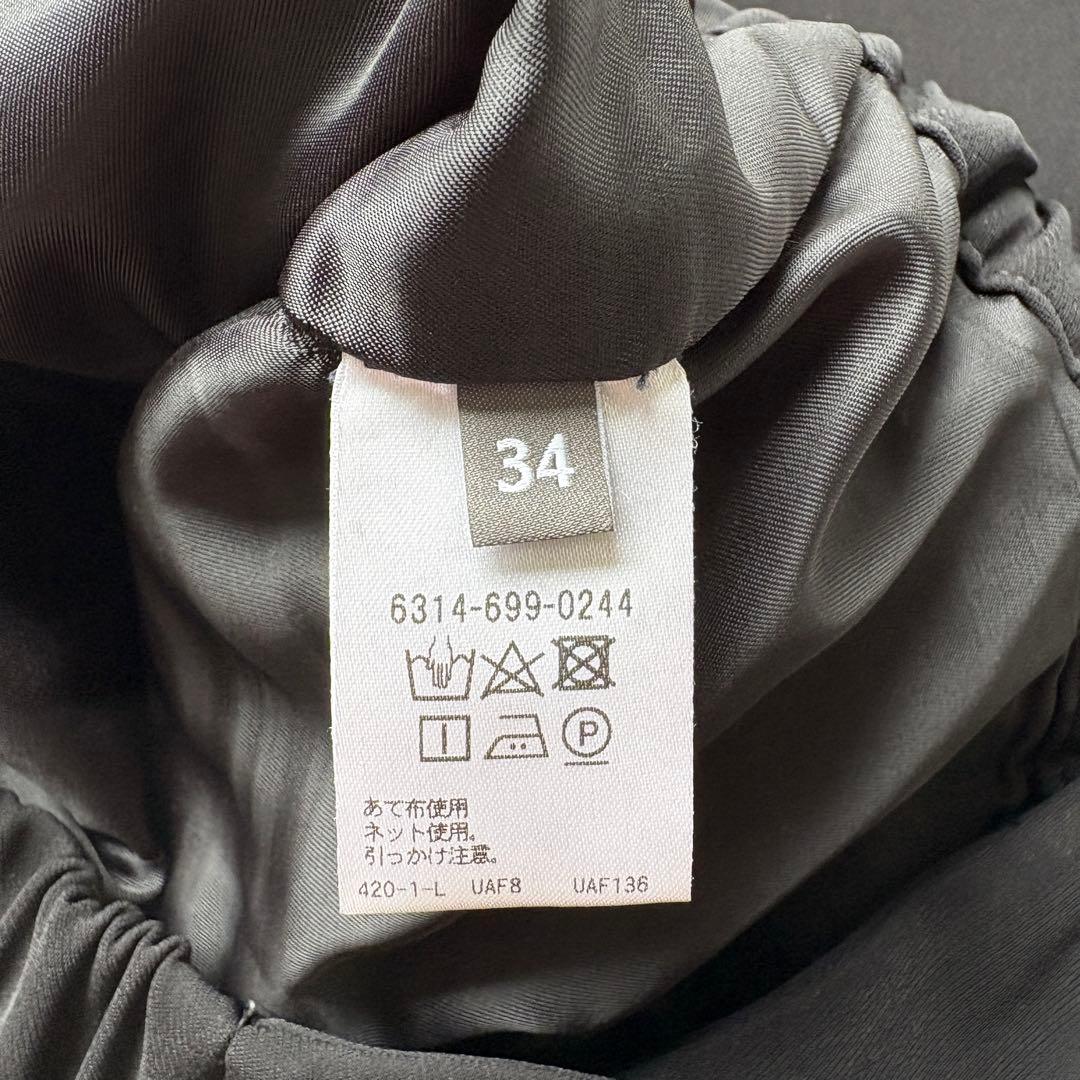 34
6314-699-0244
P
あて布使用
ネット使用。
引っかけ注意。
420-1-L UAF8 UAF136